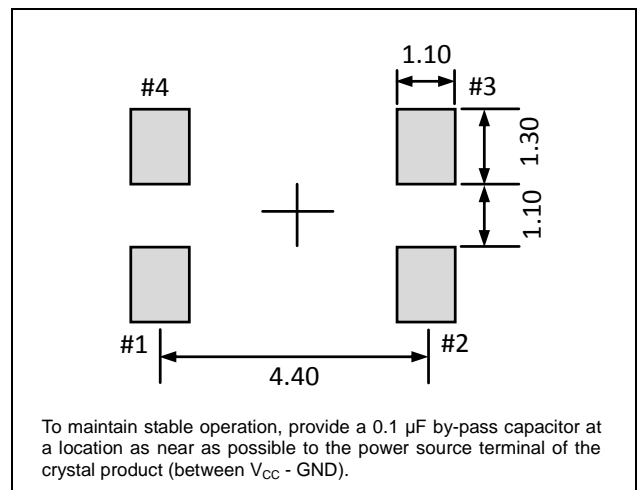 1.10
#4
#3
1.30
1.10
#1
#2
4.40
To maintain stable operation, provide a 0.1 µF by-pass capacitor at
a location as near as possible to the power source terminal of the
crystal product (between VCC - GND).